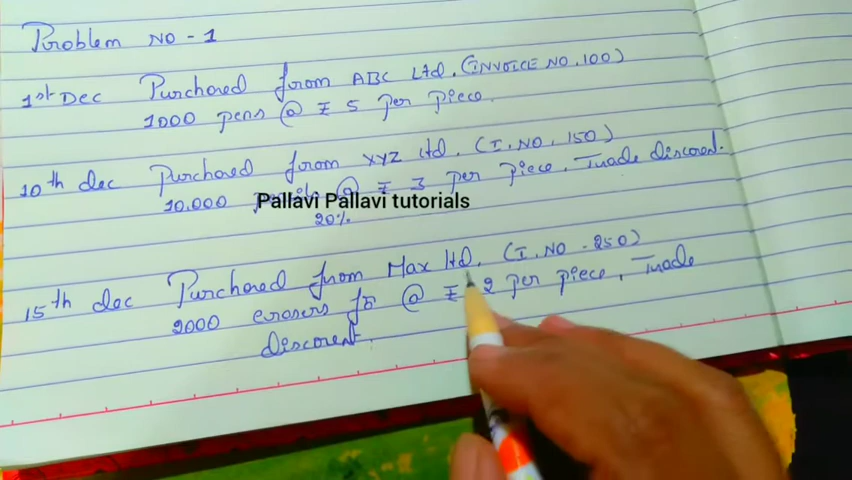 Problem NO - 1
1st Dec Purchased from ABC Ltd. (INVOICE NO. 100)
1000 pens @ ₹ 5 per piece.
10th dec Purchased from XYZ ltd. (I. NO. 150)
10.000 @ ₹ 3 per piece, Trade discount.
Pallavi Pallavi tutorials
20%
15th dec Purchased from Max ltd. (I. NO - 250)
2000 erasers for @ ₹ 2 per piece, Trade
discount.